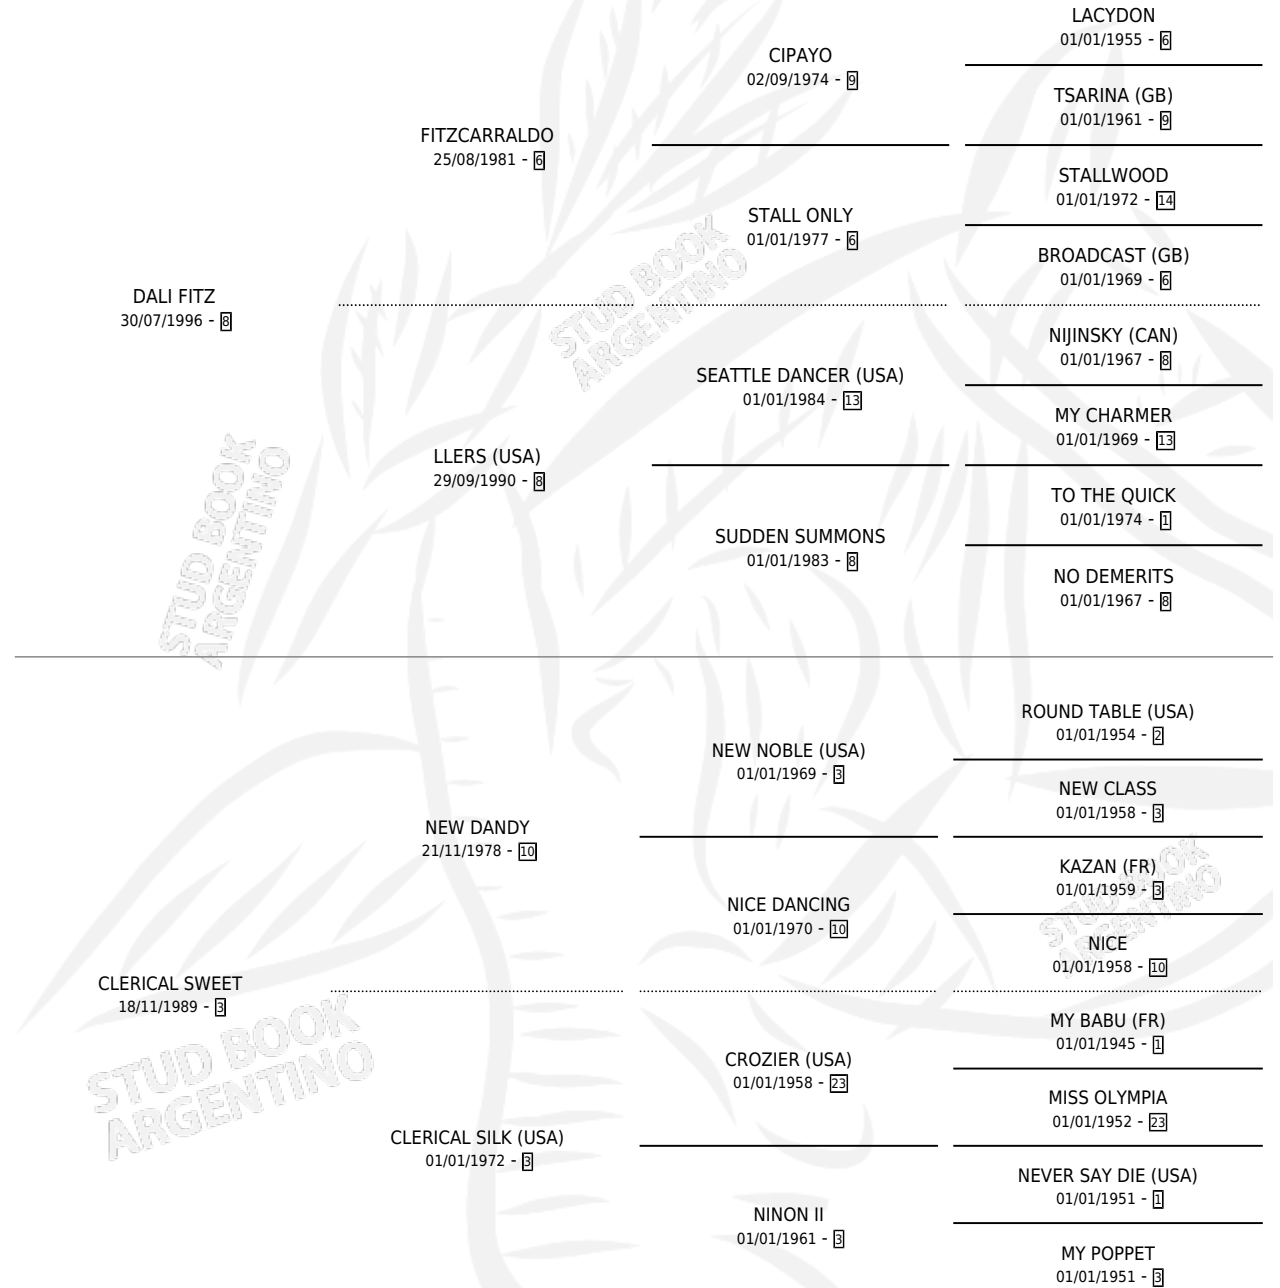 LACYDON
01/01/1955 - 6
CIPAYO
02/09/1974 - 9
TSARINA (GB)
01/01/1961 - 9
FITZCARRALDO
25/08/1981 - 6
STALLWOOD
01/01/1972 - 14
STALL ONLY
01/01/1977 - 6
BROADCAST (GB)
01/01/1969 - 6
DALI FITZ
30/07/1996 - 8
NIJINSKY (CAN)
01/01/1967 - 8
SEATTLE DANCER (USA)
01/01/1984 - 13
MY CHARMER
01/01/1969 - 13
LLERS (USA)
29/09/1990 - 8
TO THE QUICK
01/01/1974 - 1
SUDDEN SUMMONS
01/01/1983 - 8
NO DEMERITS
01/01/1967 - 8
ROUND TABLE (USA)
01/01/1954 - 2
NEW NOBLE (USA)
01/01/1969 - 3
NEW CLASS
01/01/1958 - 3
NEW DANDY
21/11/1978 - 10
KAZAN (FR)
01/01/1959 - 3
NICE DANCING
01/01/1970 - 10
NICE
01/01/1958 - 10
CLERICAL SWEET
18/11/1989 - 3
MY BABU (FR)
01/01/1945 - 1
CROZIER (USA)
01/01/1958 - 23
MISS OLYMPIA
01/01/1952 - 23
CLERICAL SILK (USA)
01/01/1972 - 3
NEVER SAY DIE (USA)
01/01/1951 - 1
NINON II
01/01/1961 - 3
MY POPPET
01/01/1951 - 3
STUD BOOK
ARGENTINO
STUD BOOK
ARGENTINO
STUD BOOK
ARGENTINO
STUD BOOK
ARGENTINO